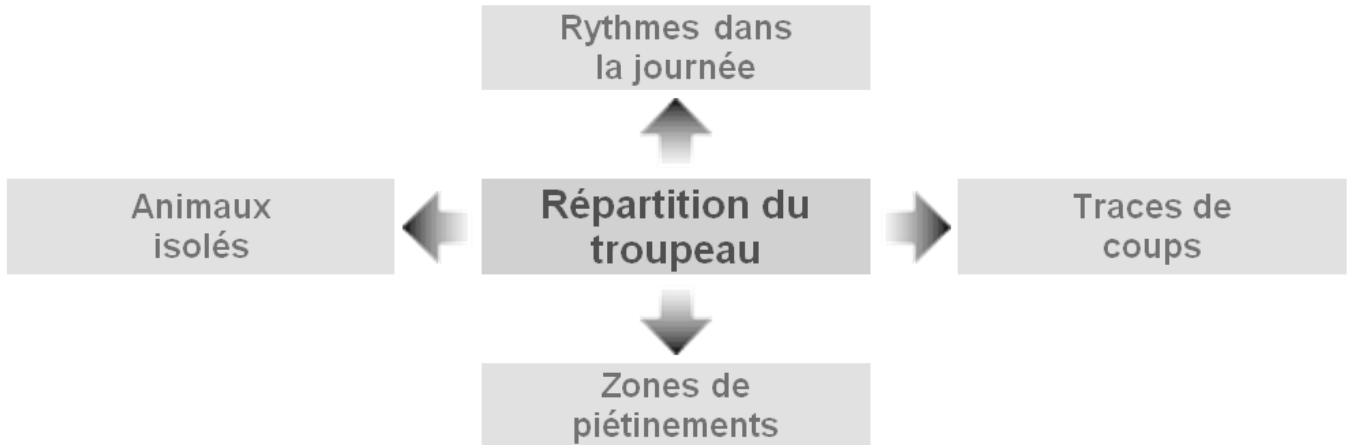 Rythmes dans
la journée
Animaux
isolés
Répartition du
troupeau
Traces de
coups
Zones de
piétinements